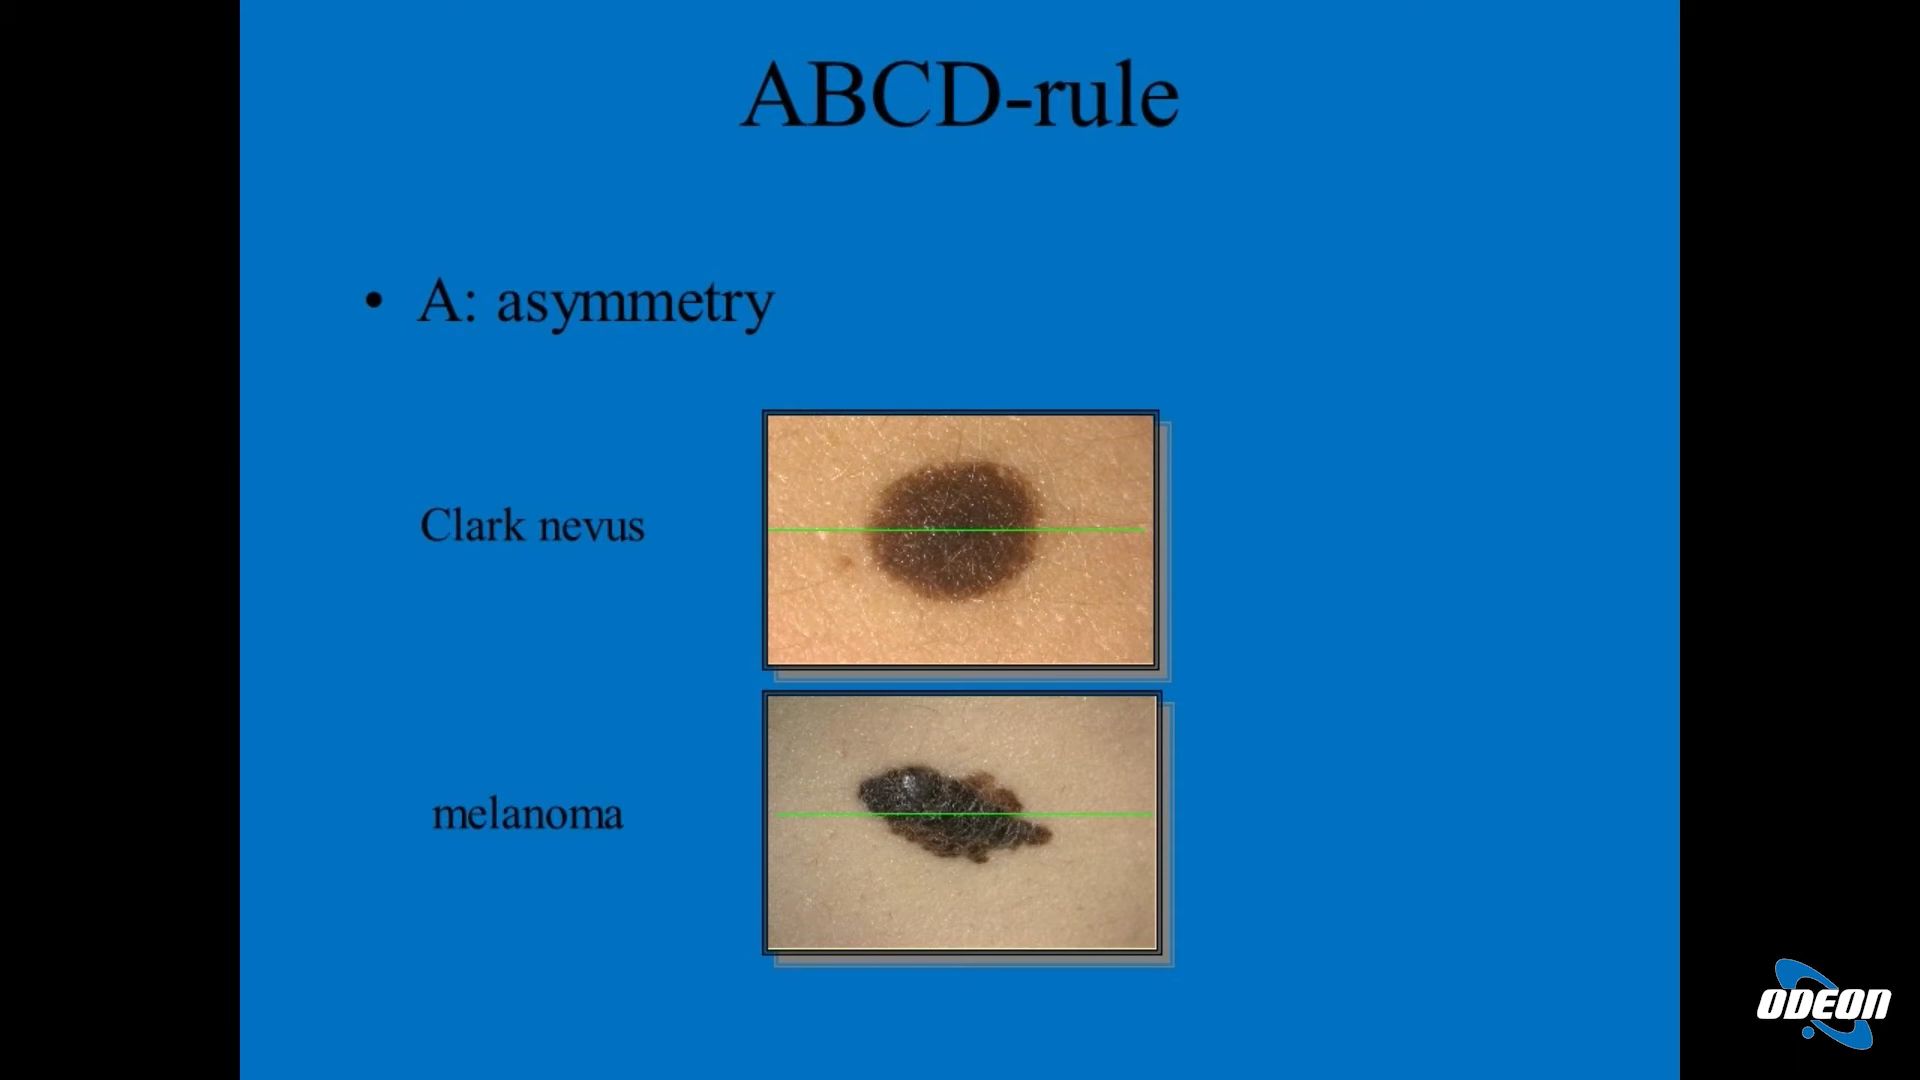 ABCD-rule
• A: asymmetry
Clark nevus
melanoma
ODEON